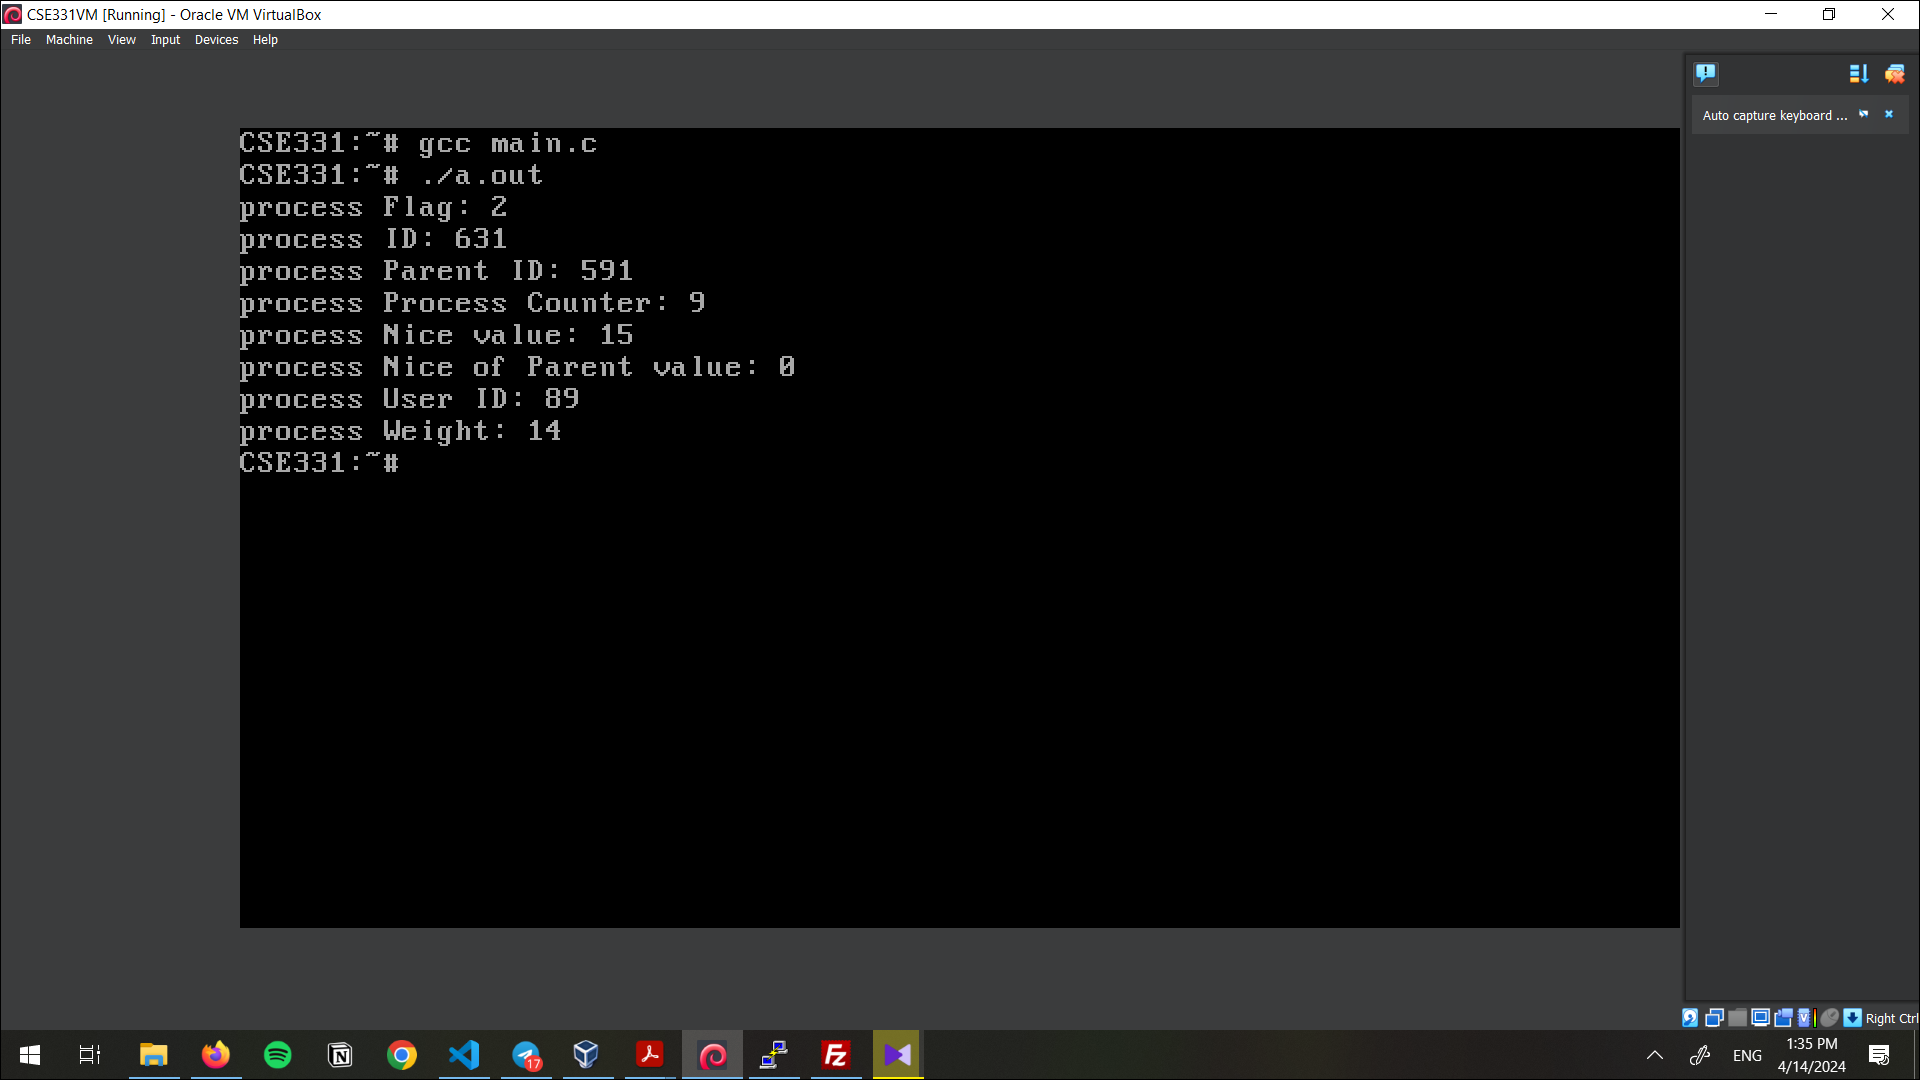 CSE331VM [Running] - Oracle VM VirtualBox
File Machine View Input Devices Help
Auto capture keyboard ...
CSE331:~# gcc main.c
CSE331:~# ./a.out
process Flag: 2
process ID: 631
process Parent ID: 591
process Process Counter: 9
process Nice value: 15
process Nice of Parent value: 0
process User ID: 89
process Weight: 14
CSE331:~#
Right Ctrl
17
ENG
1:35 PM
4/14/2024